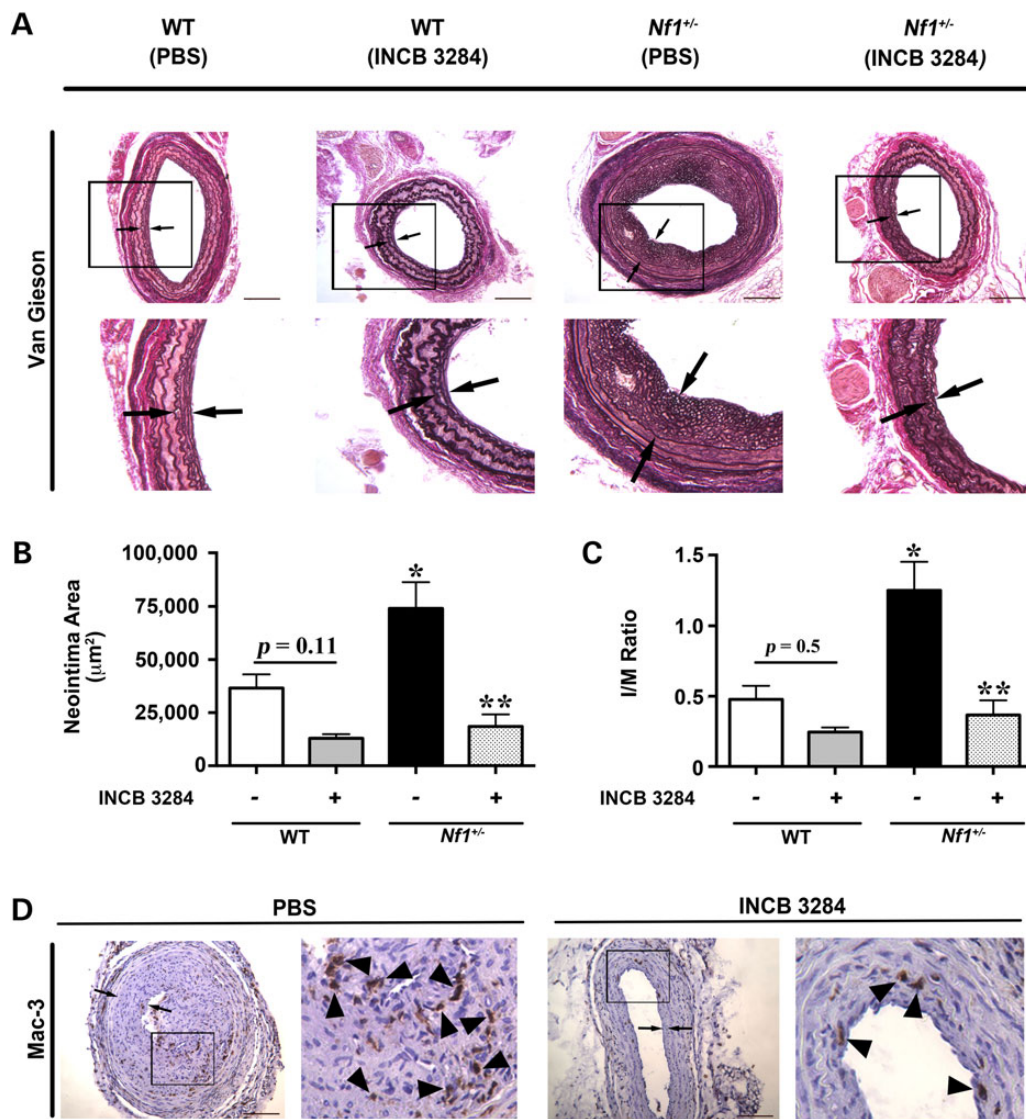 A
WT
(PBS)
WT
(INCB 3284)
Nf1+/-
(PBS)
Nf1+/-
(INCB 3284)
Van Gieson
B
100,000
75,000
50,000
25,000
0
Neointima Area
(μm²)
p = 0.11
*
**
INCB 3284
- + - +
WT
Nf1+/-
C
1.5
1.0
0.5
0
I/M Ratio
p = 0.5
*
**
INCB 3284
- + - +
WT
Nf1+/-
D
PBS
INCB 3284
Mac-3